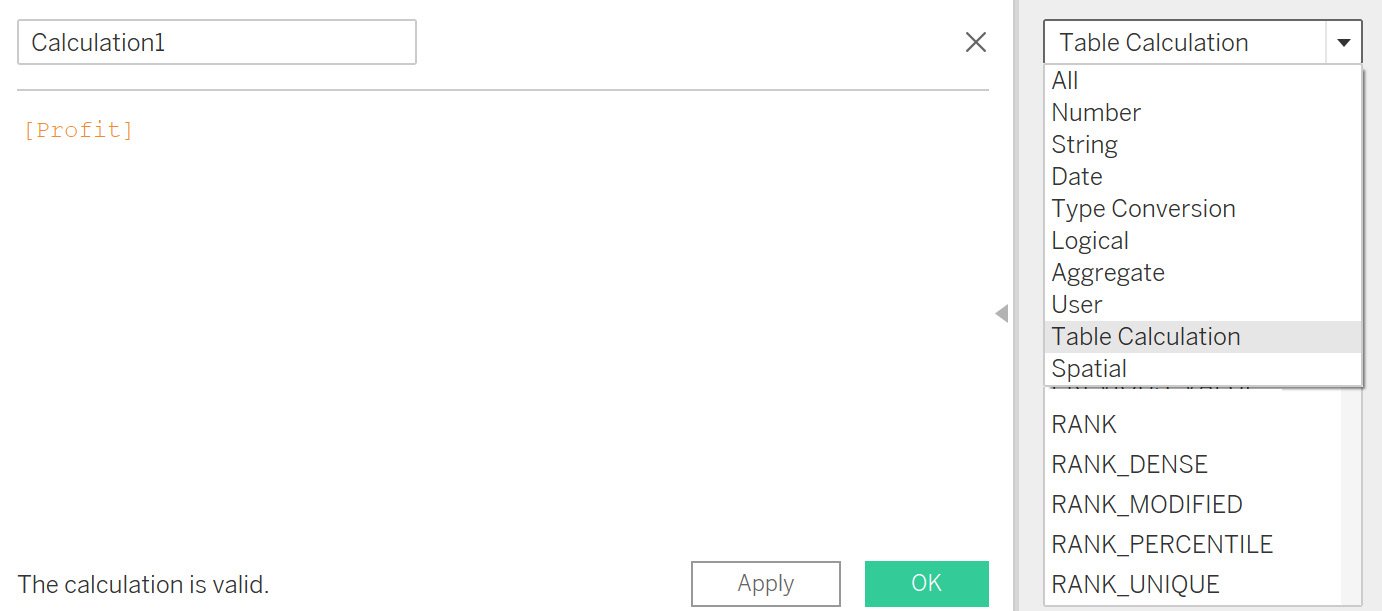 Calculation1
[Profit]
The calculation is valid.
Apply
OK
Table Calculation
All
Number
String
Date
Type Conversion
Logical
Aggregate
User
Table Calculation
Spatial
RANK
RANK_DENSE
RANK_MODIFIED
RANK_PERCENTILE
RANK_UNIQUE